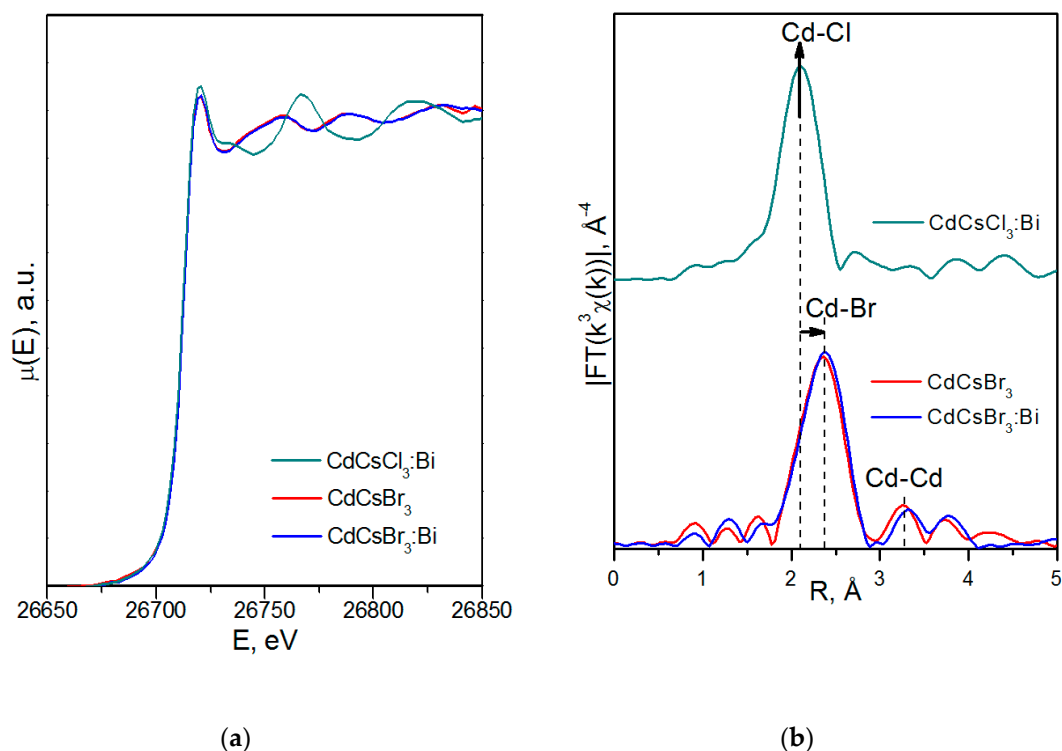 μ(E), a.u.
CdCsCl₃:Bi
CdCsBr₃
CdCsBr₃:Bi
26650 26700 26750 26800 26850
E, eV
(a)
|FT(k³χ(k))|, Å⁻⁴
Cd-Cl
CdCsCl₃:Bi
Cd-Br
CdCsBr₃
CdCsBr₃:Bi
Cd-Cd
0 1 2 3 4 5
R, Å
(b)